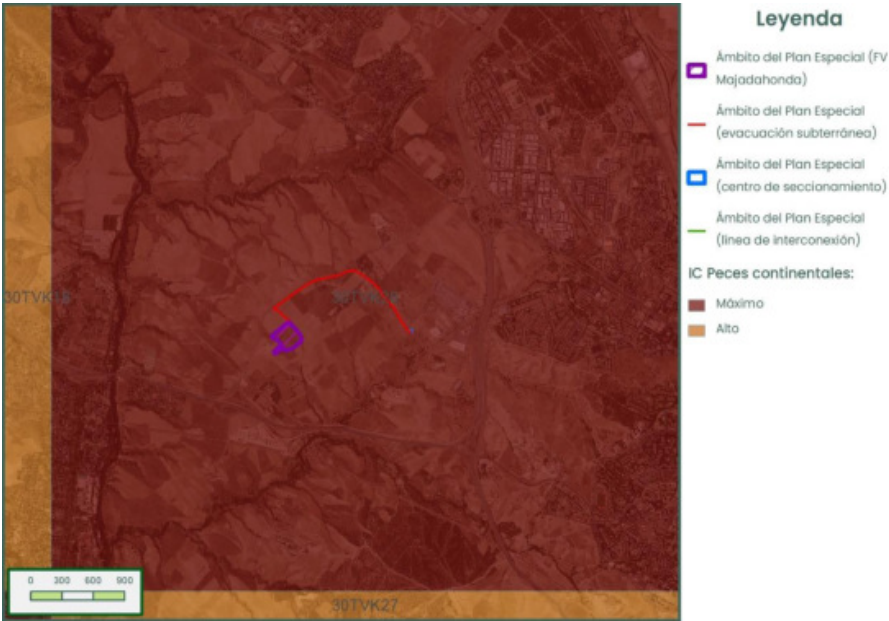 Leyenda
Ámbito del Plan Especial (FV
Majadahonda)
Ámbito del Plan Especial
(evacuación subterránea)
Ámbito del Plan Especial
(centro de seccionamiento)
Ámbito del Plan Especial
(línea de interconexión)
IC Peces continentales:
Máximo
Alto
0 300 600 900
30TVK27